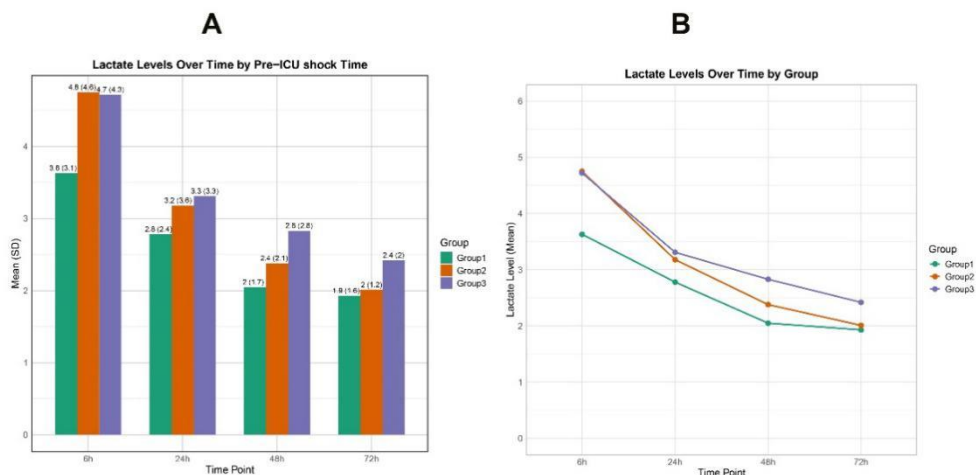 A
Lactate Levels Over Time by Pre-ICU shock Time
Mean (SD)
4
3
2
1
0
3.6 (3.1)
4.8 (4.6)
4.7 (4.3)
2.8 (2.4)
3.2 (3.6)
3.3 (3.3)
2 (1.7)
2.4 (2.1)
2.8 (2.8)
1.9 (1.6)
2 (1.2)
2.4 (2)
6h
24h
48h
72h
Time Point
Group
Group1
Group2
Group3
B
Lactate Levels Over Time by Group
Lactate Level (Mean)
6
5
4
3
2
1
0
6h
24h
48h
72h
Time Point
Group
Group1
Group2
Group3